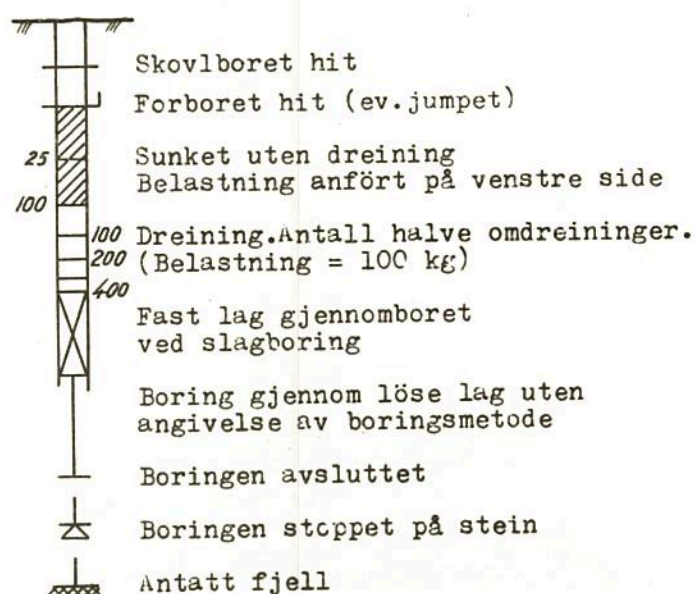 Skovlboret hit
Forboret hit (ev.jumpet)
25 Sunket uten dreining
Belastning anfört på venstre side
100
100 Dreining.Antall halve omdreininger.
200 (Belastning = 100 kg)
400
Fast lag gjennomboret
ved slagboring
Boring gjennom löse lag uten
angivelse av boringsmetode
Boringen avsluttet
Boringen stoppet på stein
Antatt fjell